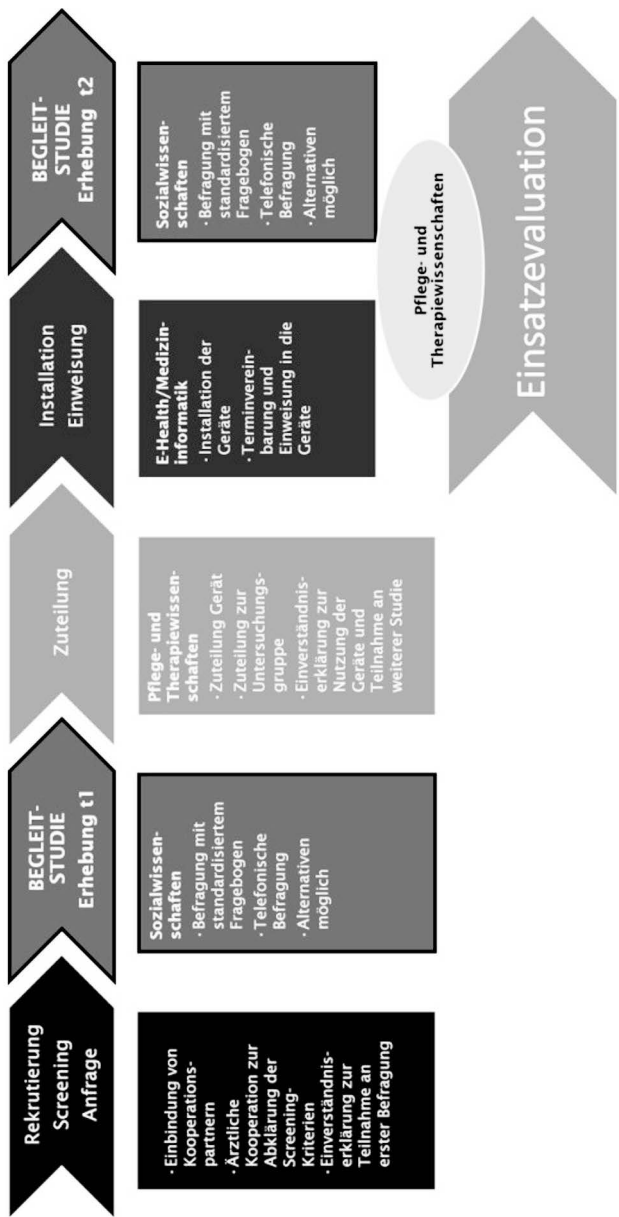 Rekrutierung
Screening
Anfrage
· Einbindung von
Kooperations-
partnern
· Ärztliche
Kooperation zur
Abklärung der
Screening-
Kriterien
· Einverständnis-
erklärung zur
Teilnahme an
erster Befragung
BEGLEIT-
STUDIE
Erhebung t1
Sozialwissen-
schaften
· Befragung mit
standardisiertem
Fragebogen
· Telefonische
Befragung
· Alternativen
möglich
Zuteilung
Pflege- und
Therapiewissen-
schaften
· Zuteilung Gerät
· Zuteilung zur
Untersuchungs-
gruppe
· Einverständnis-
erklärung zur
Nutzung der
Geräte und
Teilnahme an
weiterer Studie
Installation
Einweisung
E-Health/Medizin-
informatik
· Installation der
Geräte
· Terminverein-
barung und
Einweisung in die
Geräte
BEGLEIT-
STUDIE
Erhebung t2
Sozialwissen-
schaften
· Befragung mit
standardisiertem
Fragebogen
· Telefonische
Befragung
· Alternativen
möglich
Pflege- und
Therapiewissenschaften
Einsatzevaluation